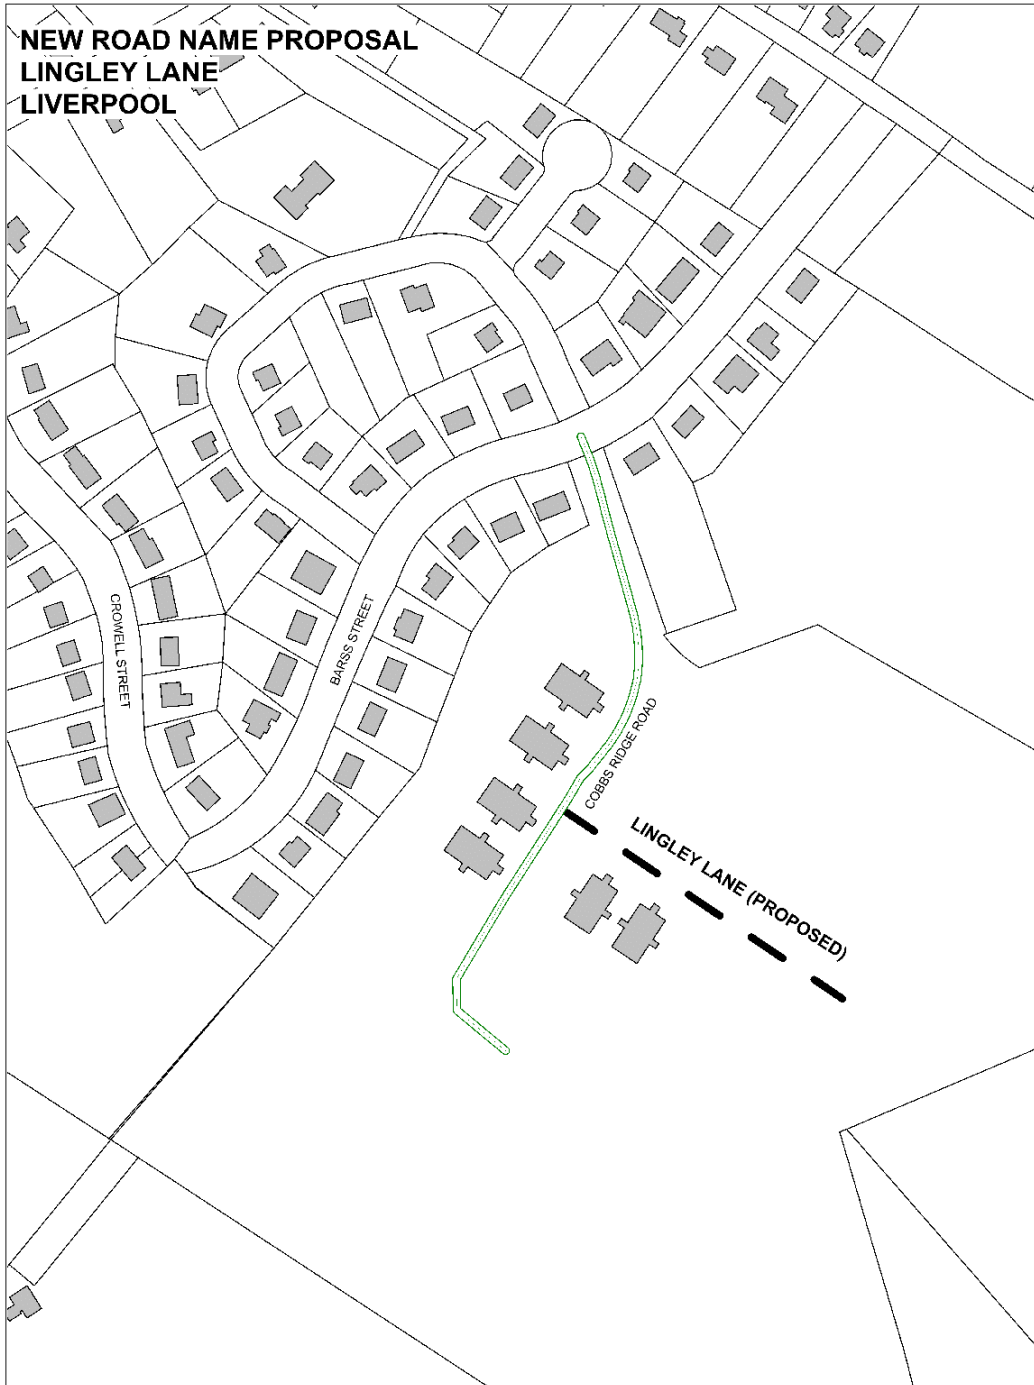 NEW ROAD NAME PROPOSAL
LINGLEY LANE
LIVERPOOL
CROWELL STREET
BARSS STREET
COBBS RIDGE ROAD
LINGLEY LANE (PROPOSED)